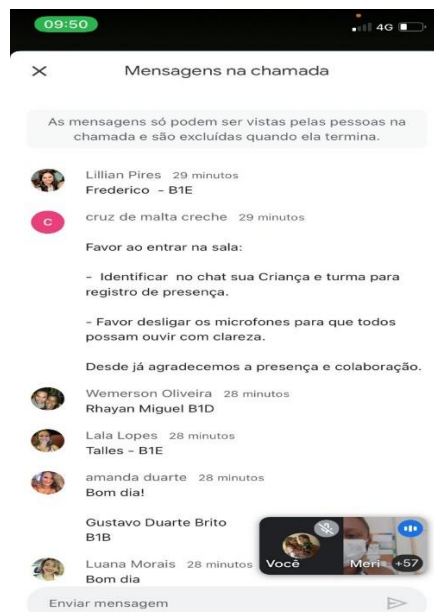 09:50
4G
Mensagens na chamada
As mensagens só podem ser vistas pelas pessoas na
chamada e são excluídas quando ela termina.
Lillian Pires 29 minutos
Frederico - B1E
C
cruz de malta creche 29 minutos
Favor ao entrar na sala:
- Identificar no chat sua Criança e turma para
registro de presença.
- Favor desligar os microfones para que todos
possam ouvir com clareza.
Desde já agradecemos a presença e colaboração.
Wemerson Oliveira 28 minutos
Rhayan Miguel B1D
Lala Lopes 28 minutos
Talles - B1E
amanda duarte 28 minutos
Bom dia!
Gustavo Duarte Brito
B1B
Luana Morais 28 minutos
Bom dia
Você
Meri
+57
Enviar mensagem